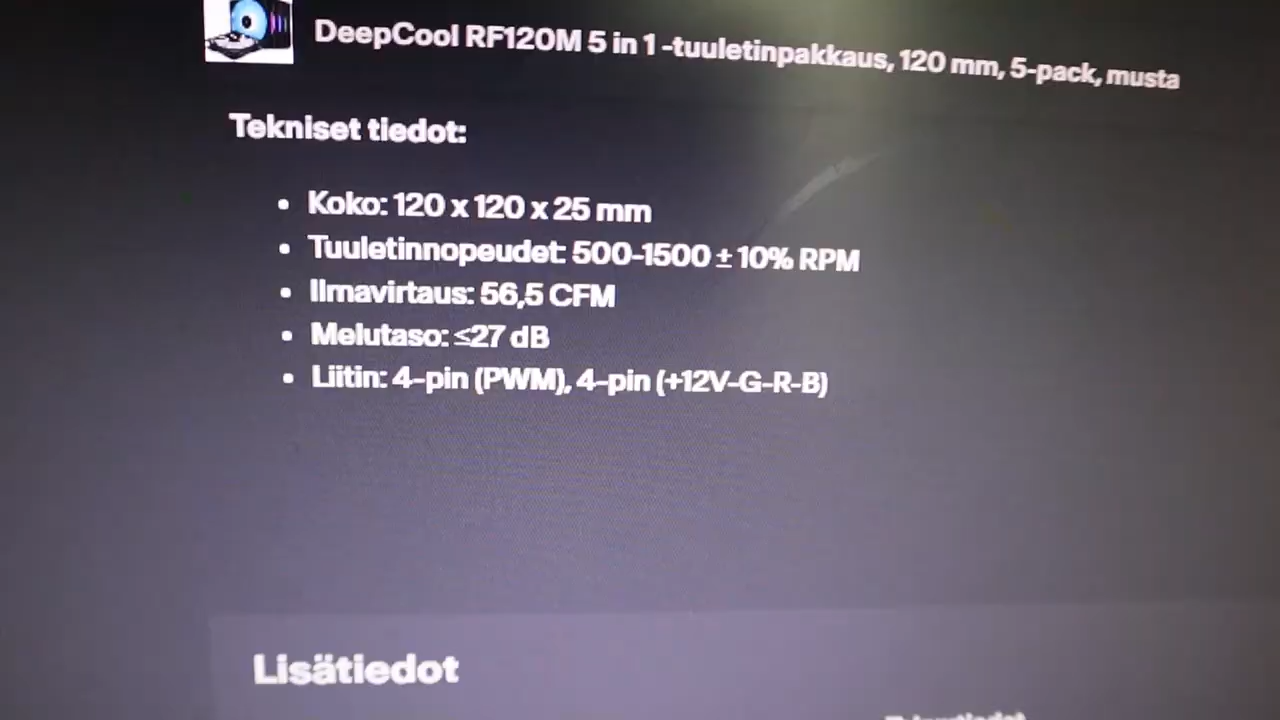 DeepCool RF120M 5 in 1 -tuuletinpakkaus, 120 mm, 5-pack, musta
Tekniset tiedot:
• Koko: 120 x 120 x 25 mm
• Tuuletinnopeudet: 500-1500 ± 10% RPM
• Ilmavirtaus: 56,5 CFM
• Melutaso: ≤27 dB
• Liitin: 4-pin (PWM), 4-pin (+12V-G-R-B)
Lisätiedot